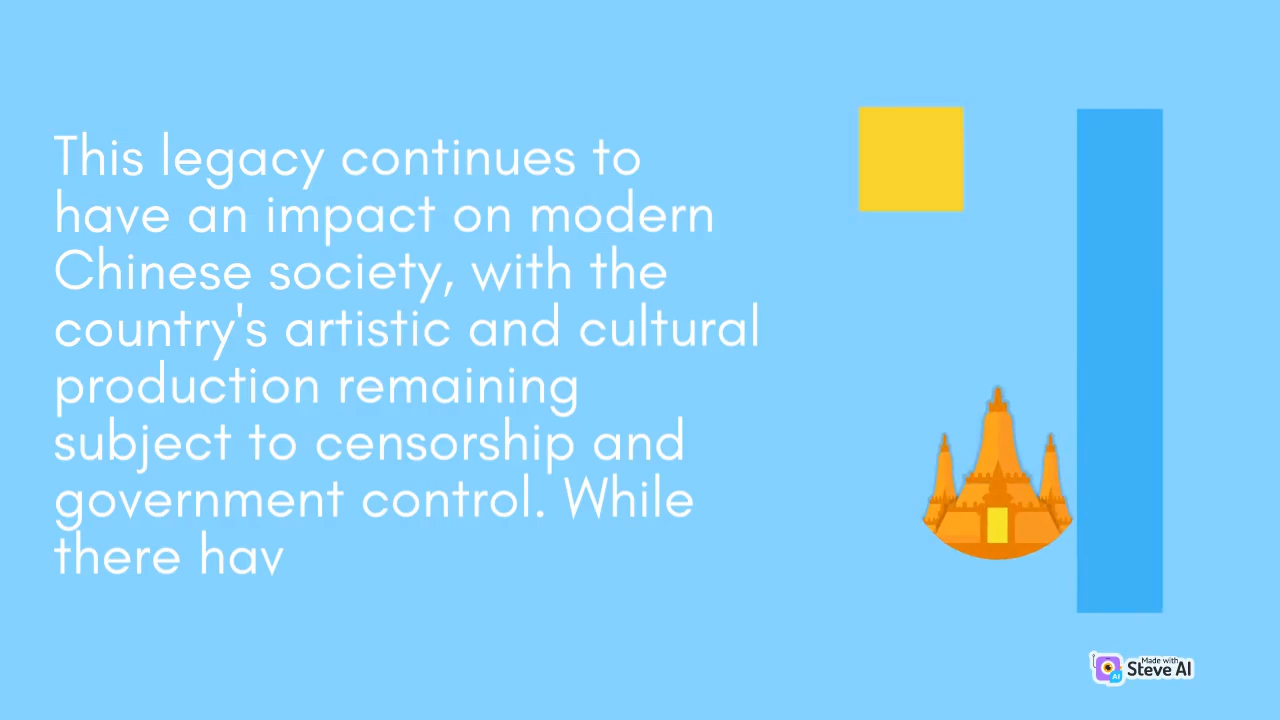 This legacy continues to
have an impact on modern
Chinese society, with the
country's artistic and cultural
production remaining
subject to censorship and
government control. While
there hav
Made with
Steve AI
AI